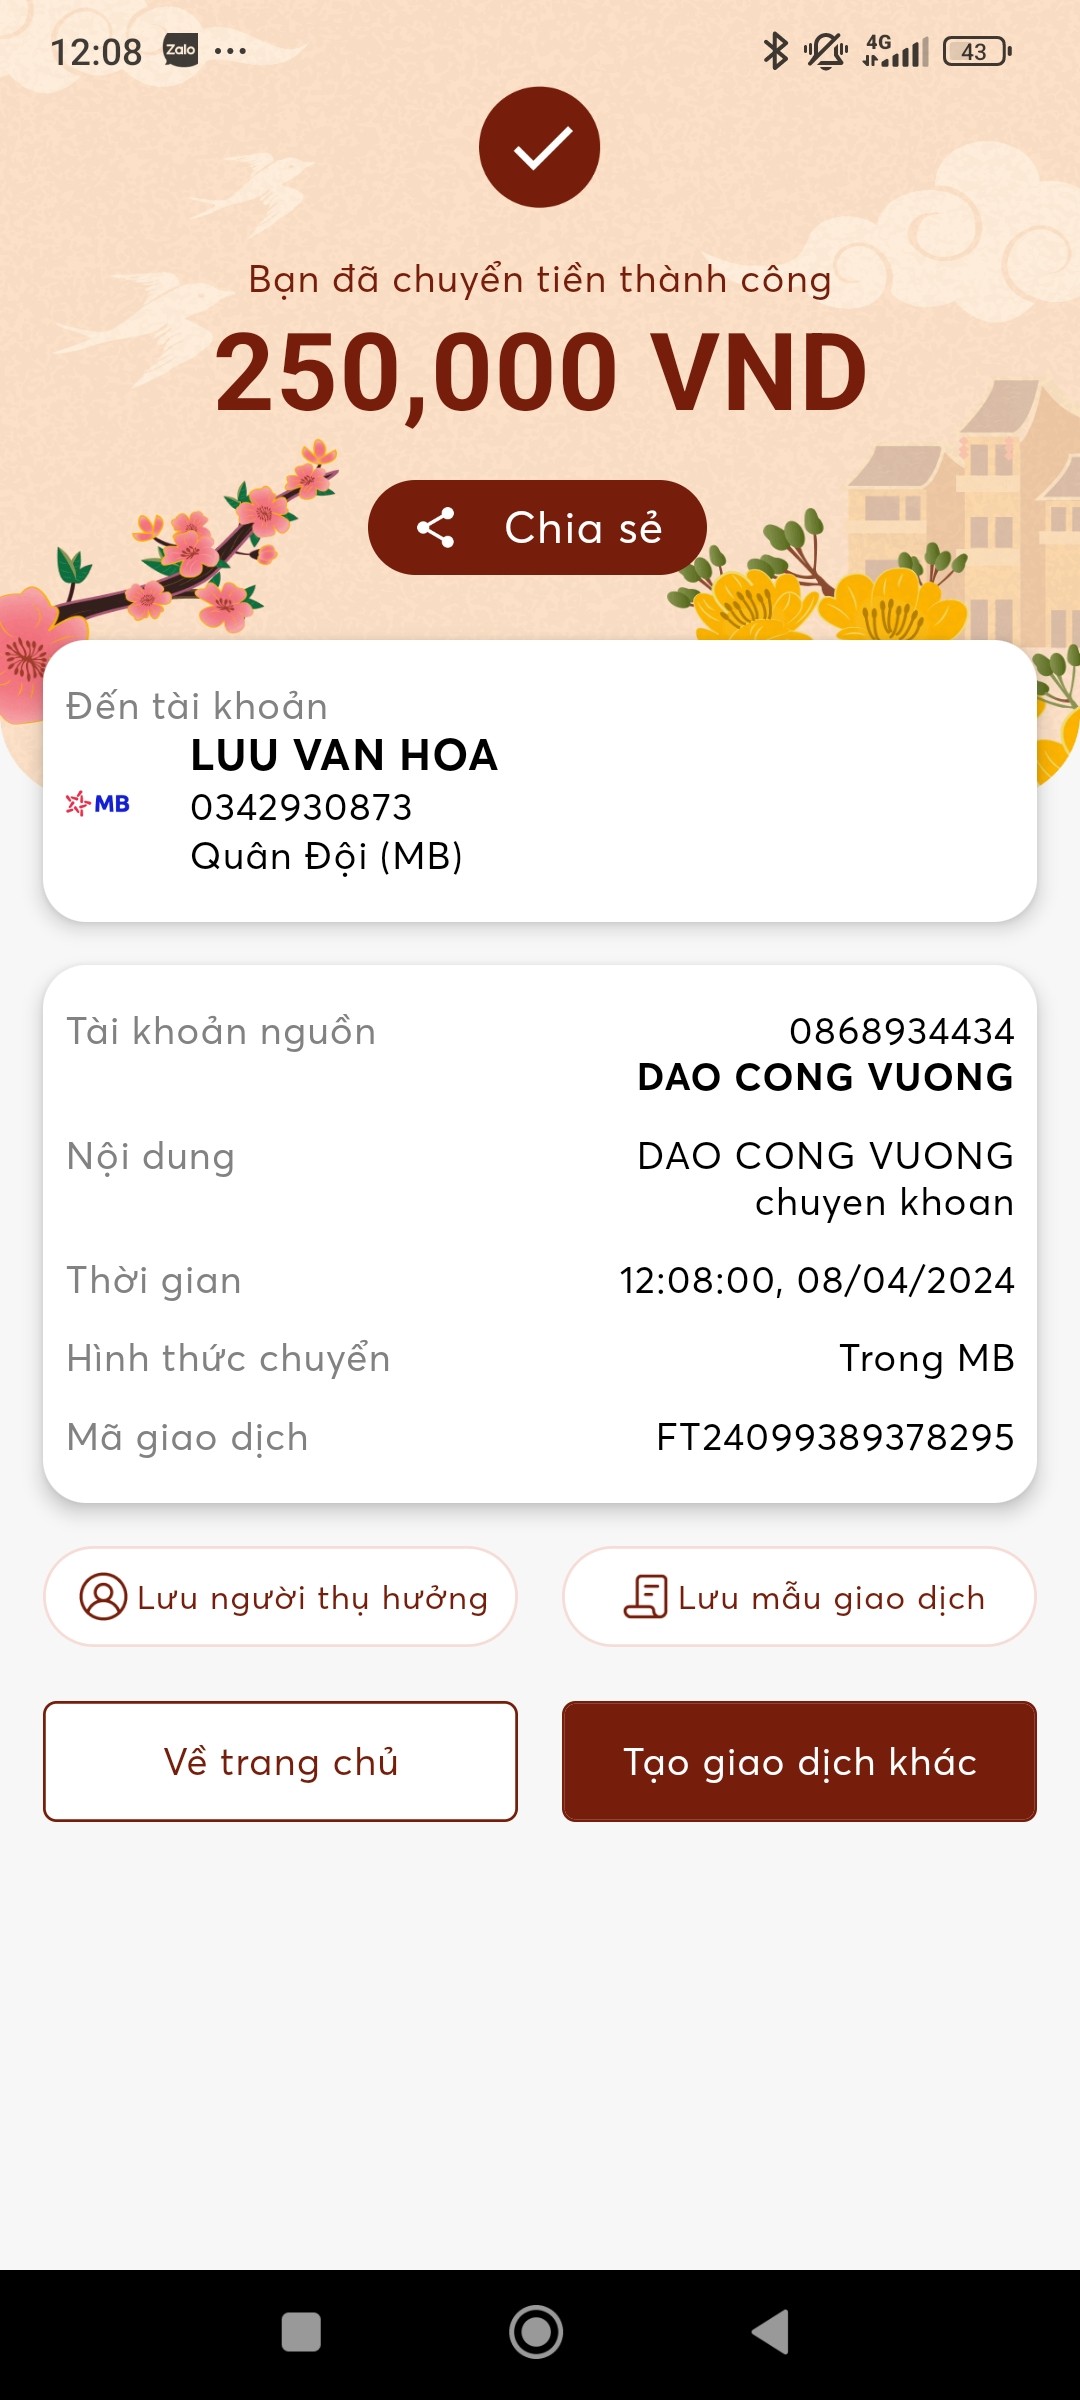 12:08 Zalo ... 4G 43
Bạn đã chuyển tiền thành công
250,000 VND
Chia sẻ
Đến tài khoản
LUU VAN HOA
MB
0342930873
Quân Đội (MB)
Tài khoản nguồn 0868934434
DAO CONG VUONG
Nội dung DAO CONG VUONG
chuyen khoan
Thời gian 12:08:00, 08/04/2024
Hình thức chuyển Trong MB
Mã giao dịch FT24099389378295
Lưu người thụ hưởng Lưu mẫu giao dịch
Về trang chủ Tạo giao dịch khác